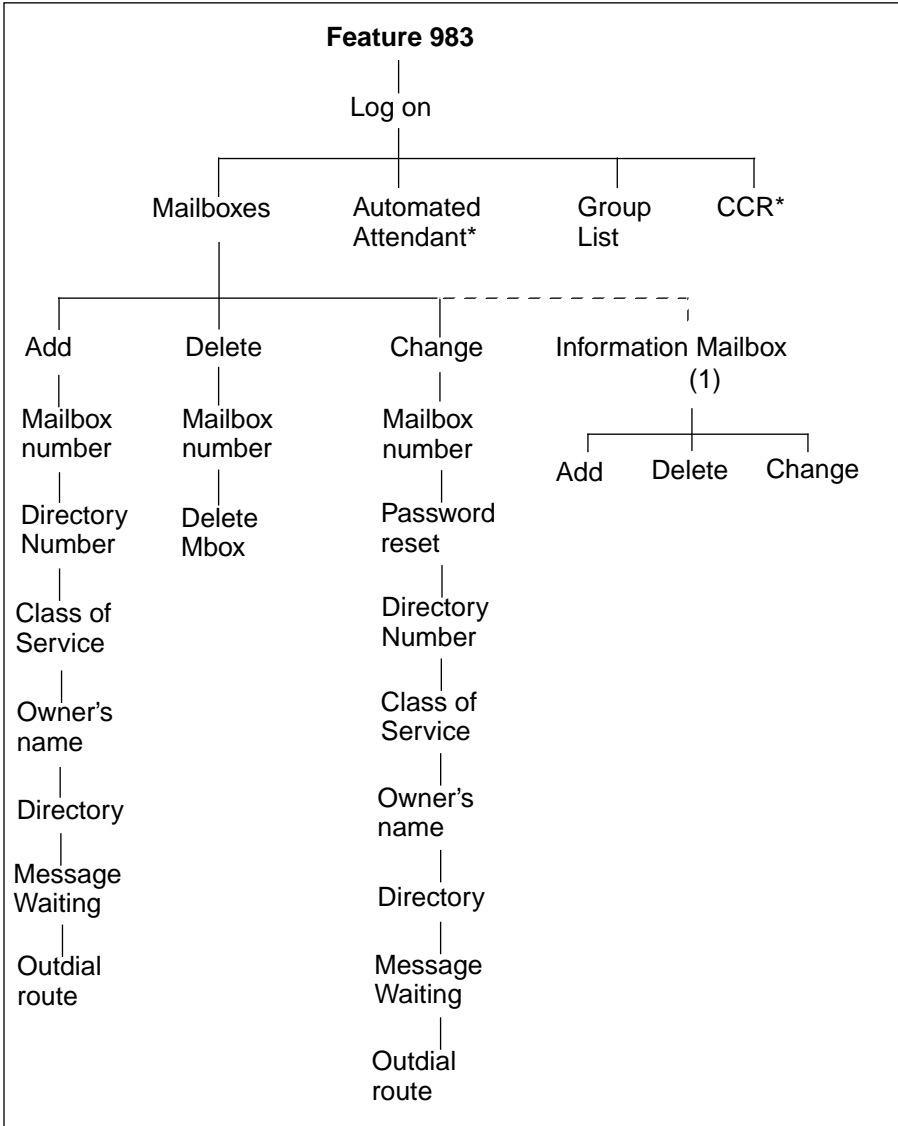 Feature 983
Log on
Mailboxes
Automated
Attendant*
Group
List
CCR*
Add
Delete
Change
Information Mailbox
(1)
Mailbox
number
Directory
Number
Class of
Service
Owner's
name
Directory
Message
Waiting
Outdial
route
Mailbox
number
Delete
Mbox
Mailbox
number
Password
reset
Directory
Number
Class of
Service
Owner's
name
Directory
Message
Waiting
Outdial
route
Add
Delete
Change